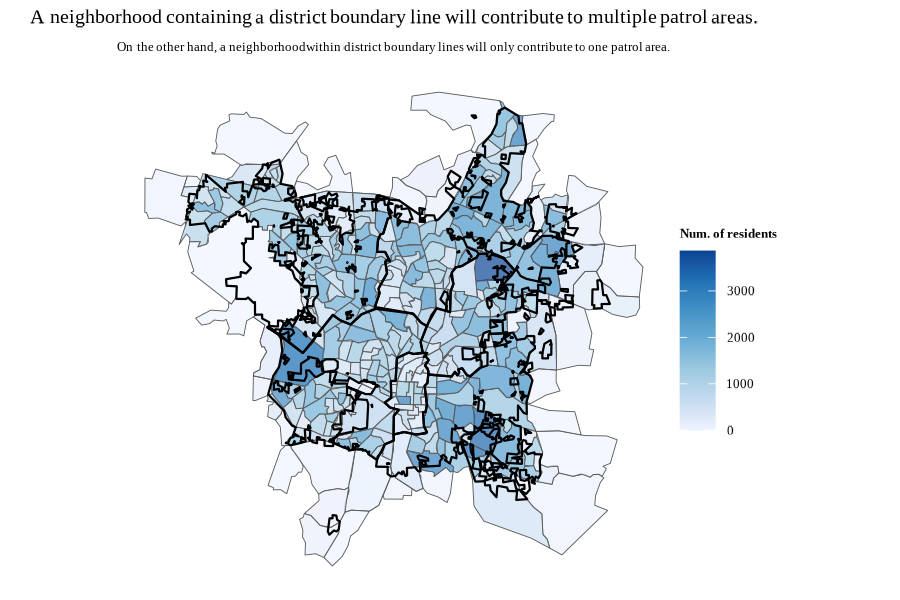 A neighborhood containing a district boundary line will contribute to multiple patrol areas.
On the other hand, a neighborhoodwithin district boundary lines will only contribute to one patrol area.
Num. of residents
3000
2000
1000
0